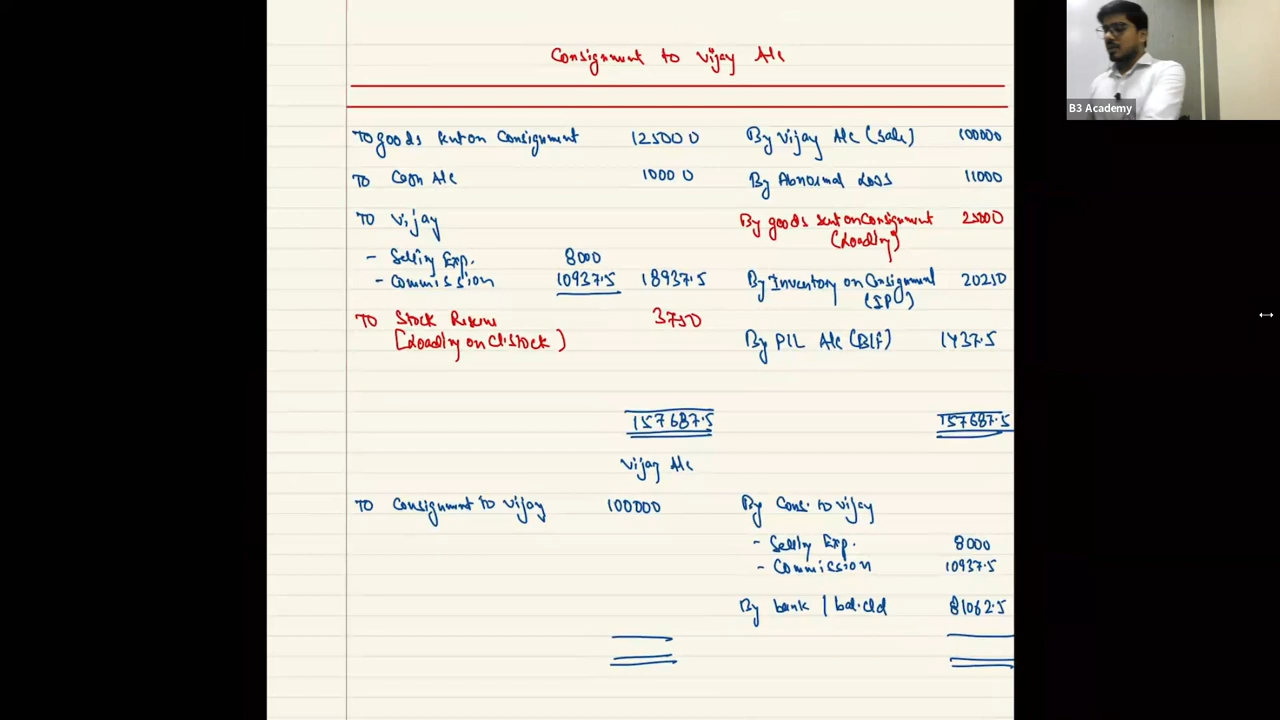 Consignment to Vijay A/c
B3 Academy
To goods sent on Consignment 125000 By Vijay A/c (sale) 100000
To Cogn A/c 10000 By Abnormal Loss 11000
To Vijay By goods sent on Consignment 25000
(Loading)
- Selling Exp. 8000
- Commission 10937.5 18937.5 By Inventory on Consignment 20250
(IP)
To Stock Reserve 3750
[Loading on Cl. Stock] By P/L A/c (B/f) 1437.5
157687.5 157687.5
Vijay A/c
To Consignment to Vijay 100000 By Cons. to Vijay
- Selling Exp. 8000
- Commission 10937.5
By bank / bal. c/d 81062.5